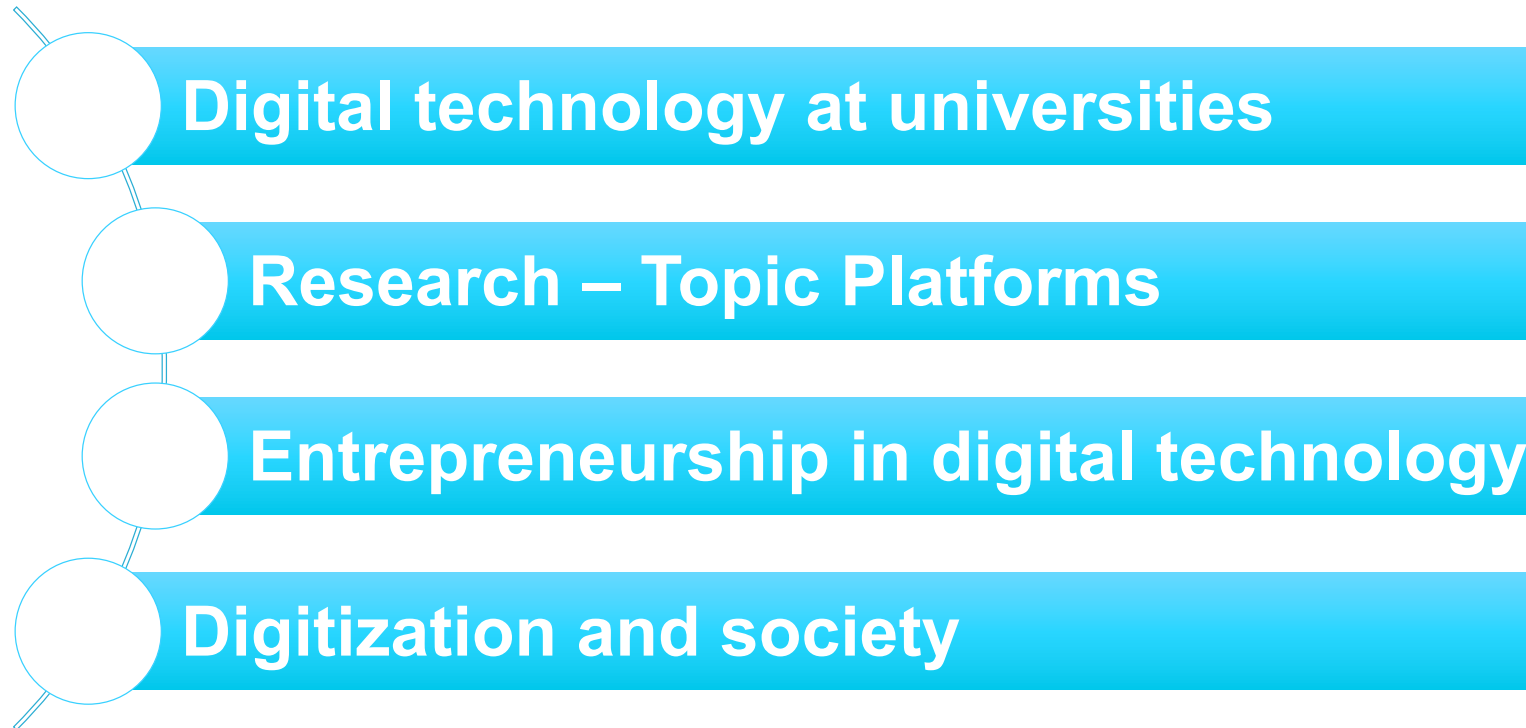 Digital technology at universities
Research – Topic Platforms
Entrepreneurship in digital technology
Digitization and society